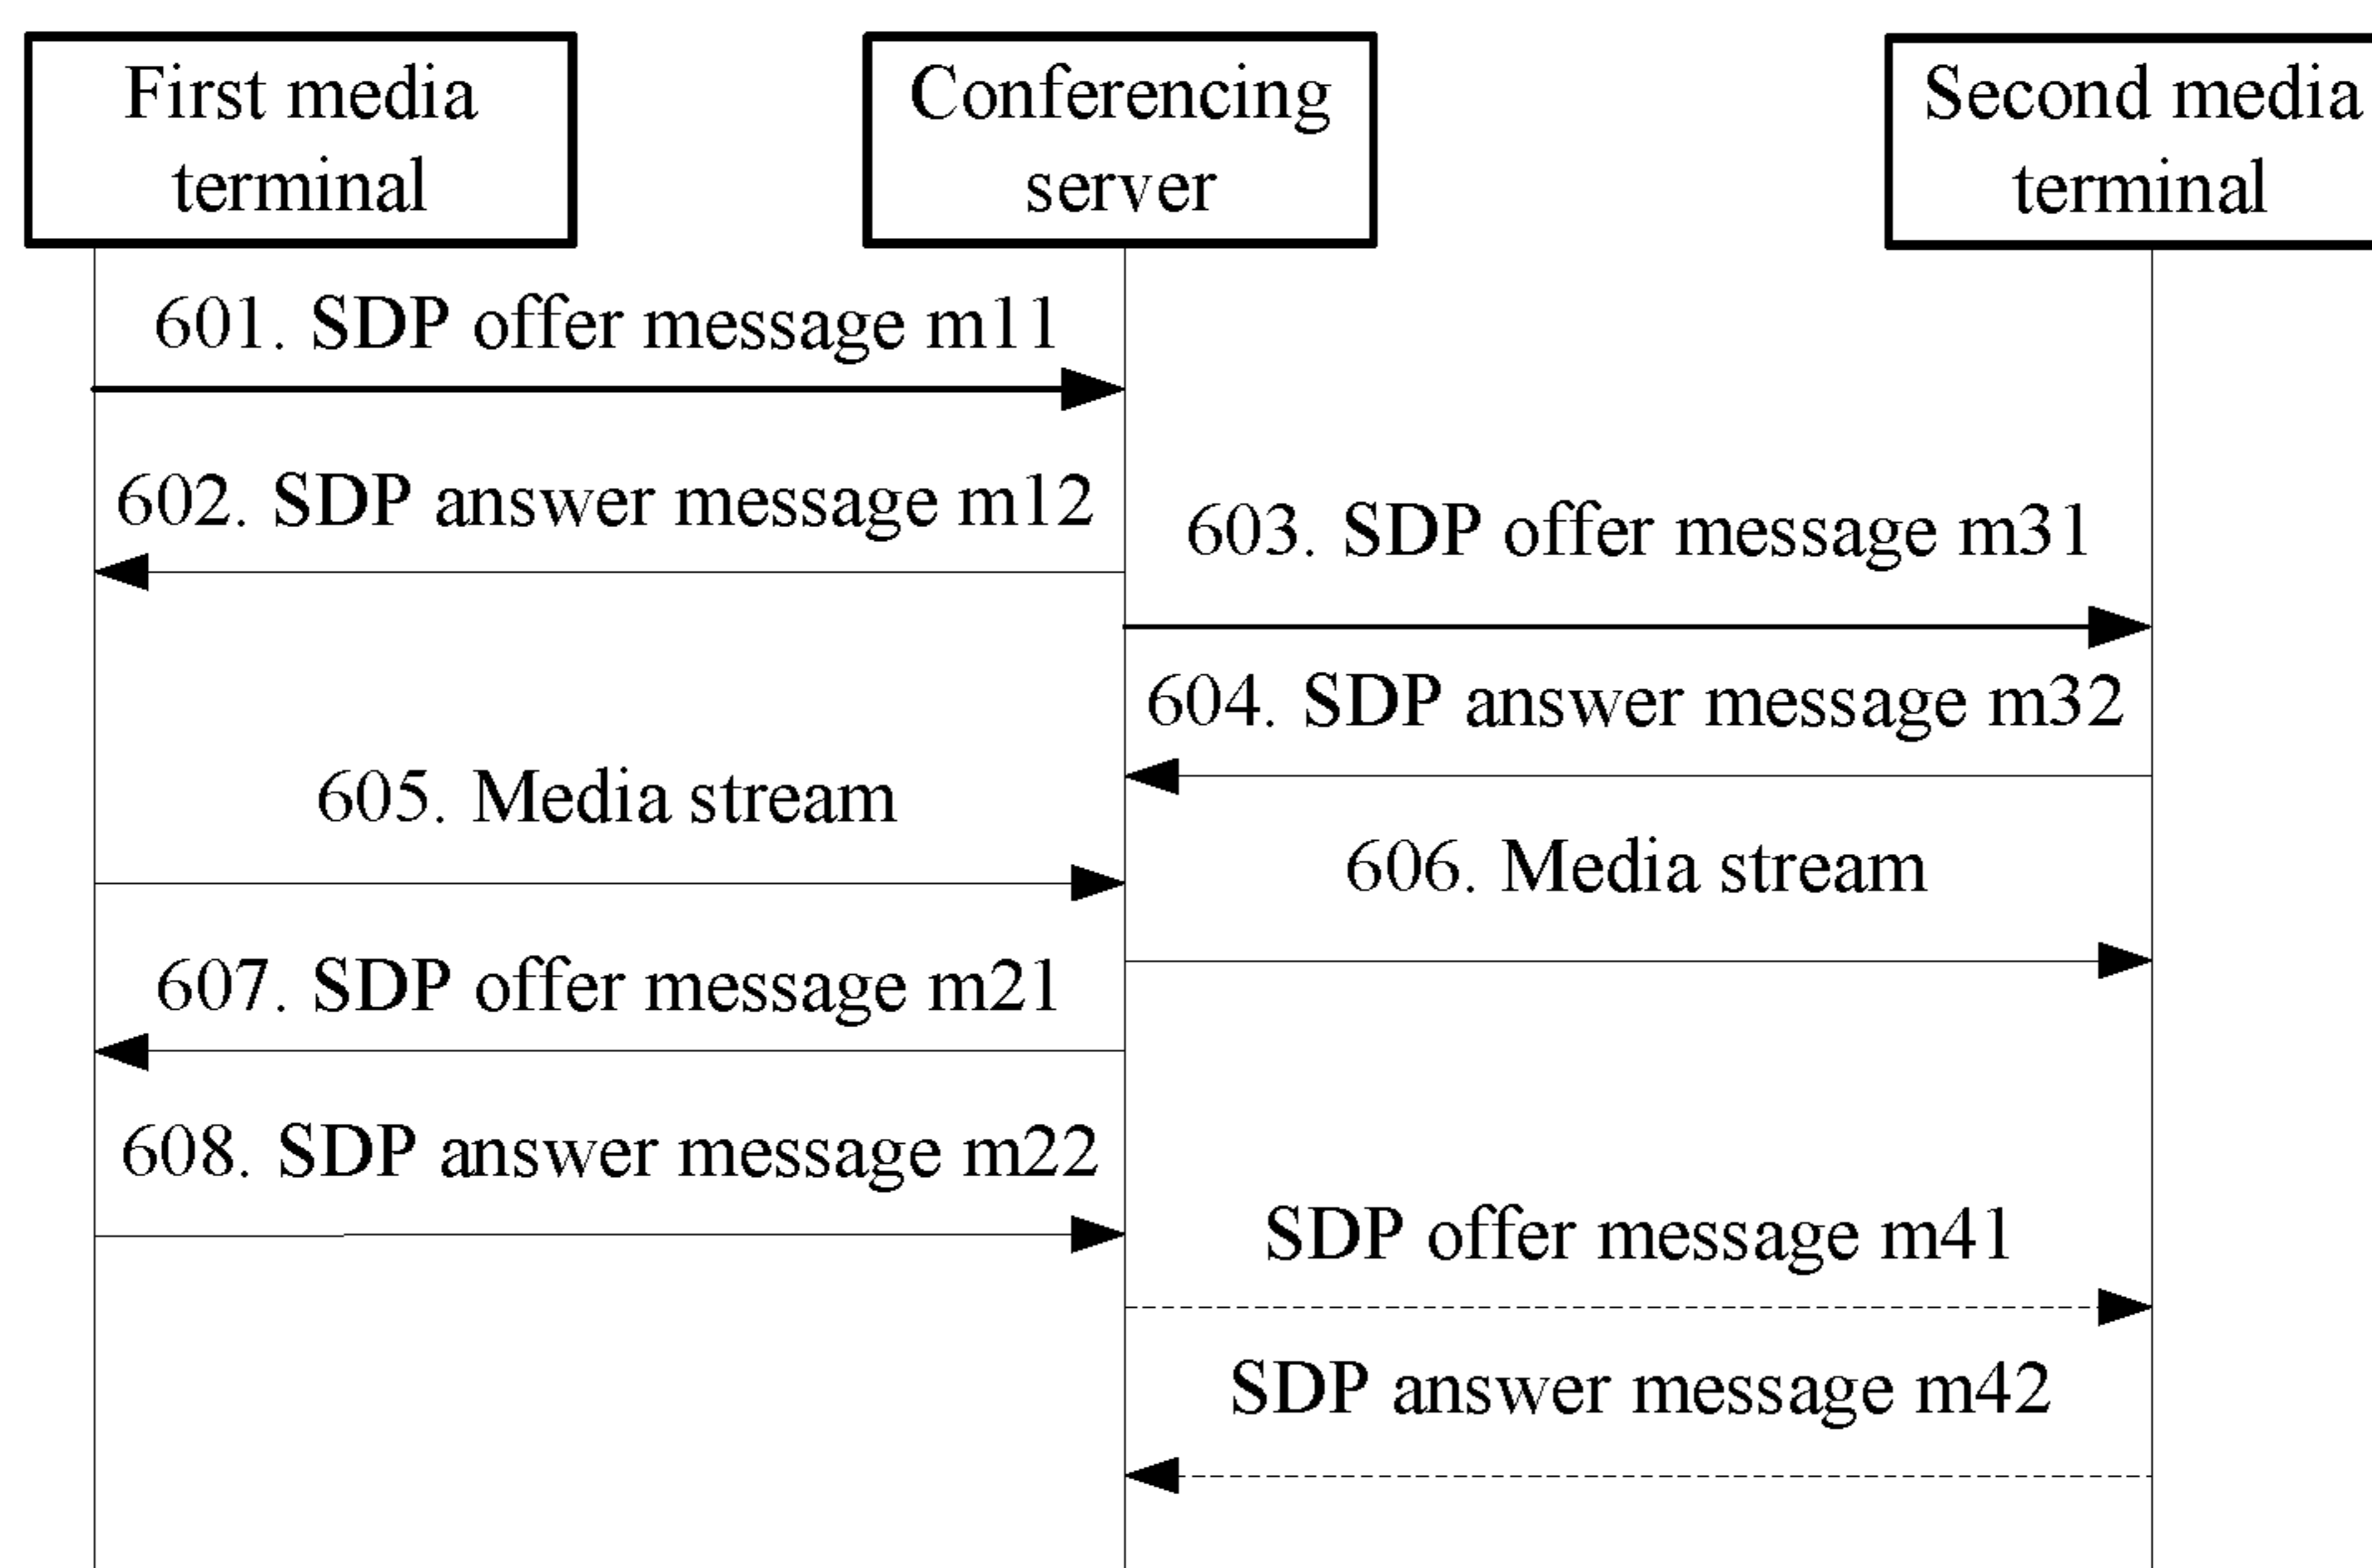 First media
terminal
Conferencing
server
Second media
terminal
601. SDP offer message m11
602. SDP answer message m12
603. SDP offer message m31
604. SDP answer message m32
605. Media stream
606. Media stream
607. SDP offer message m21
608. SDP answer message m22
SDP offer message m41
SDP answer message m42